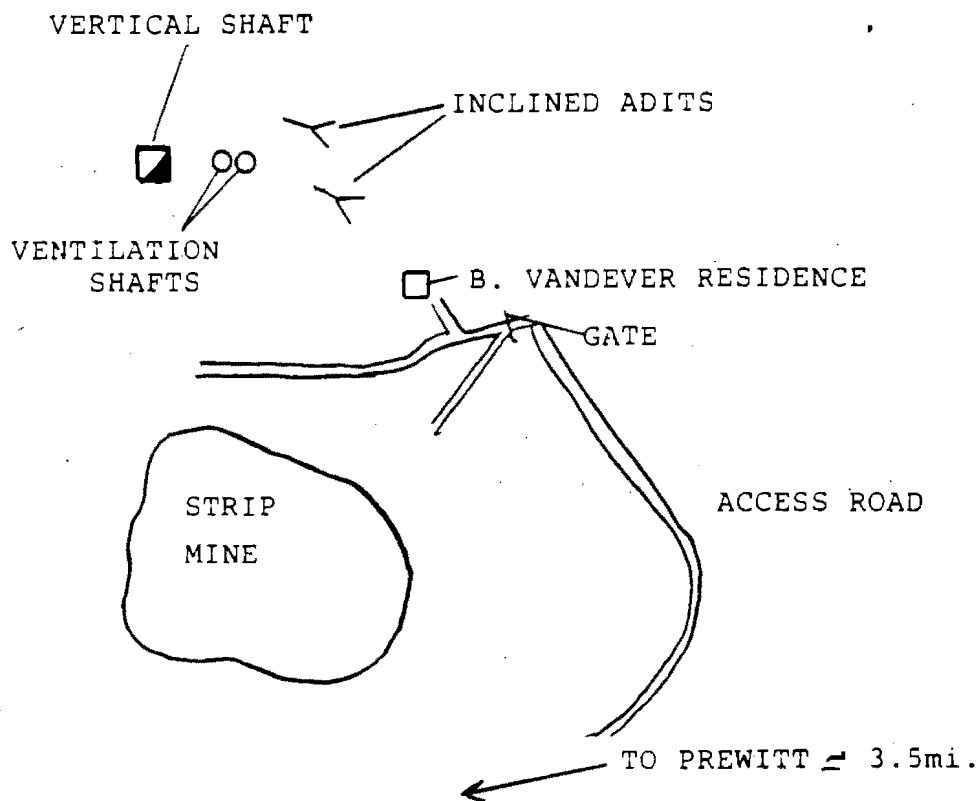 VERTICAL SHAFT
INCLINED ADITS
VENTILATION
SHAFTS
B. VANDEVER RESIDENCE
GATE
STRIP
MINE
ACCESS ROAD
TO PREWITT ≃ 3.5mi.